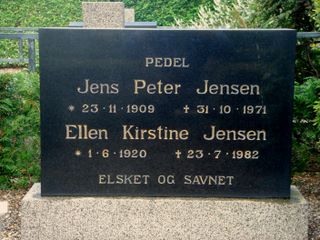 PEDEL
Jens Peter Jensen
* 23 · 11 · 1909 + 31 · 10 · 1971
Ellen Kirstine Jensen
* 1 · 6 · 1920 + 23 · 7 · 1982
ELSKET OG SAVNET